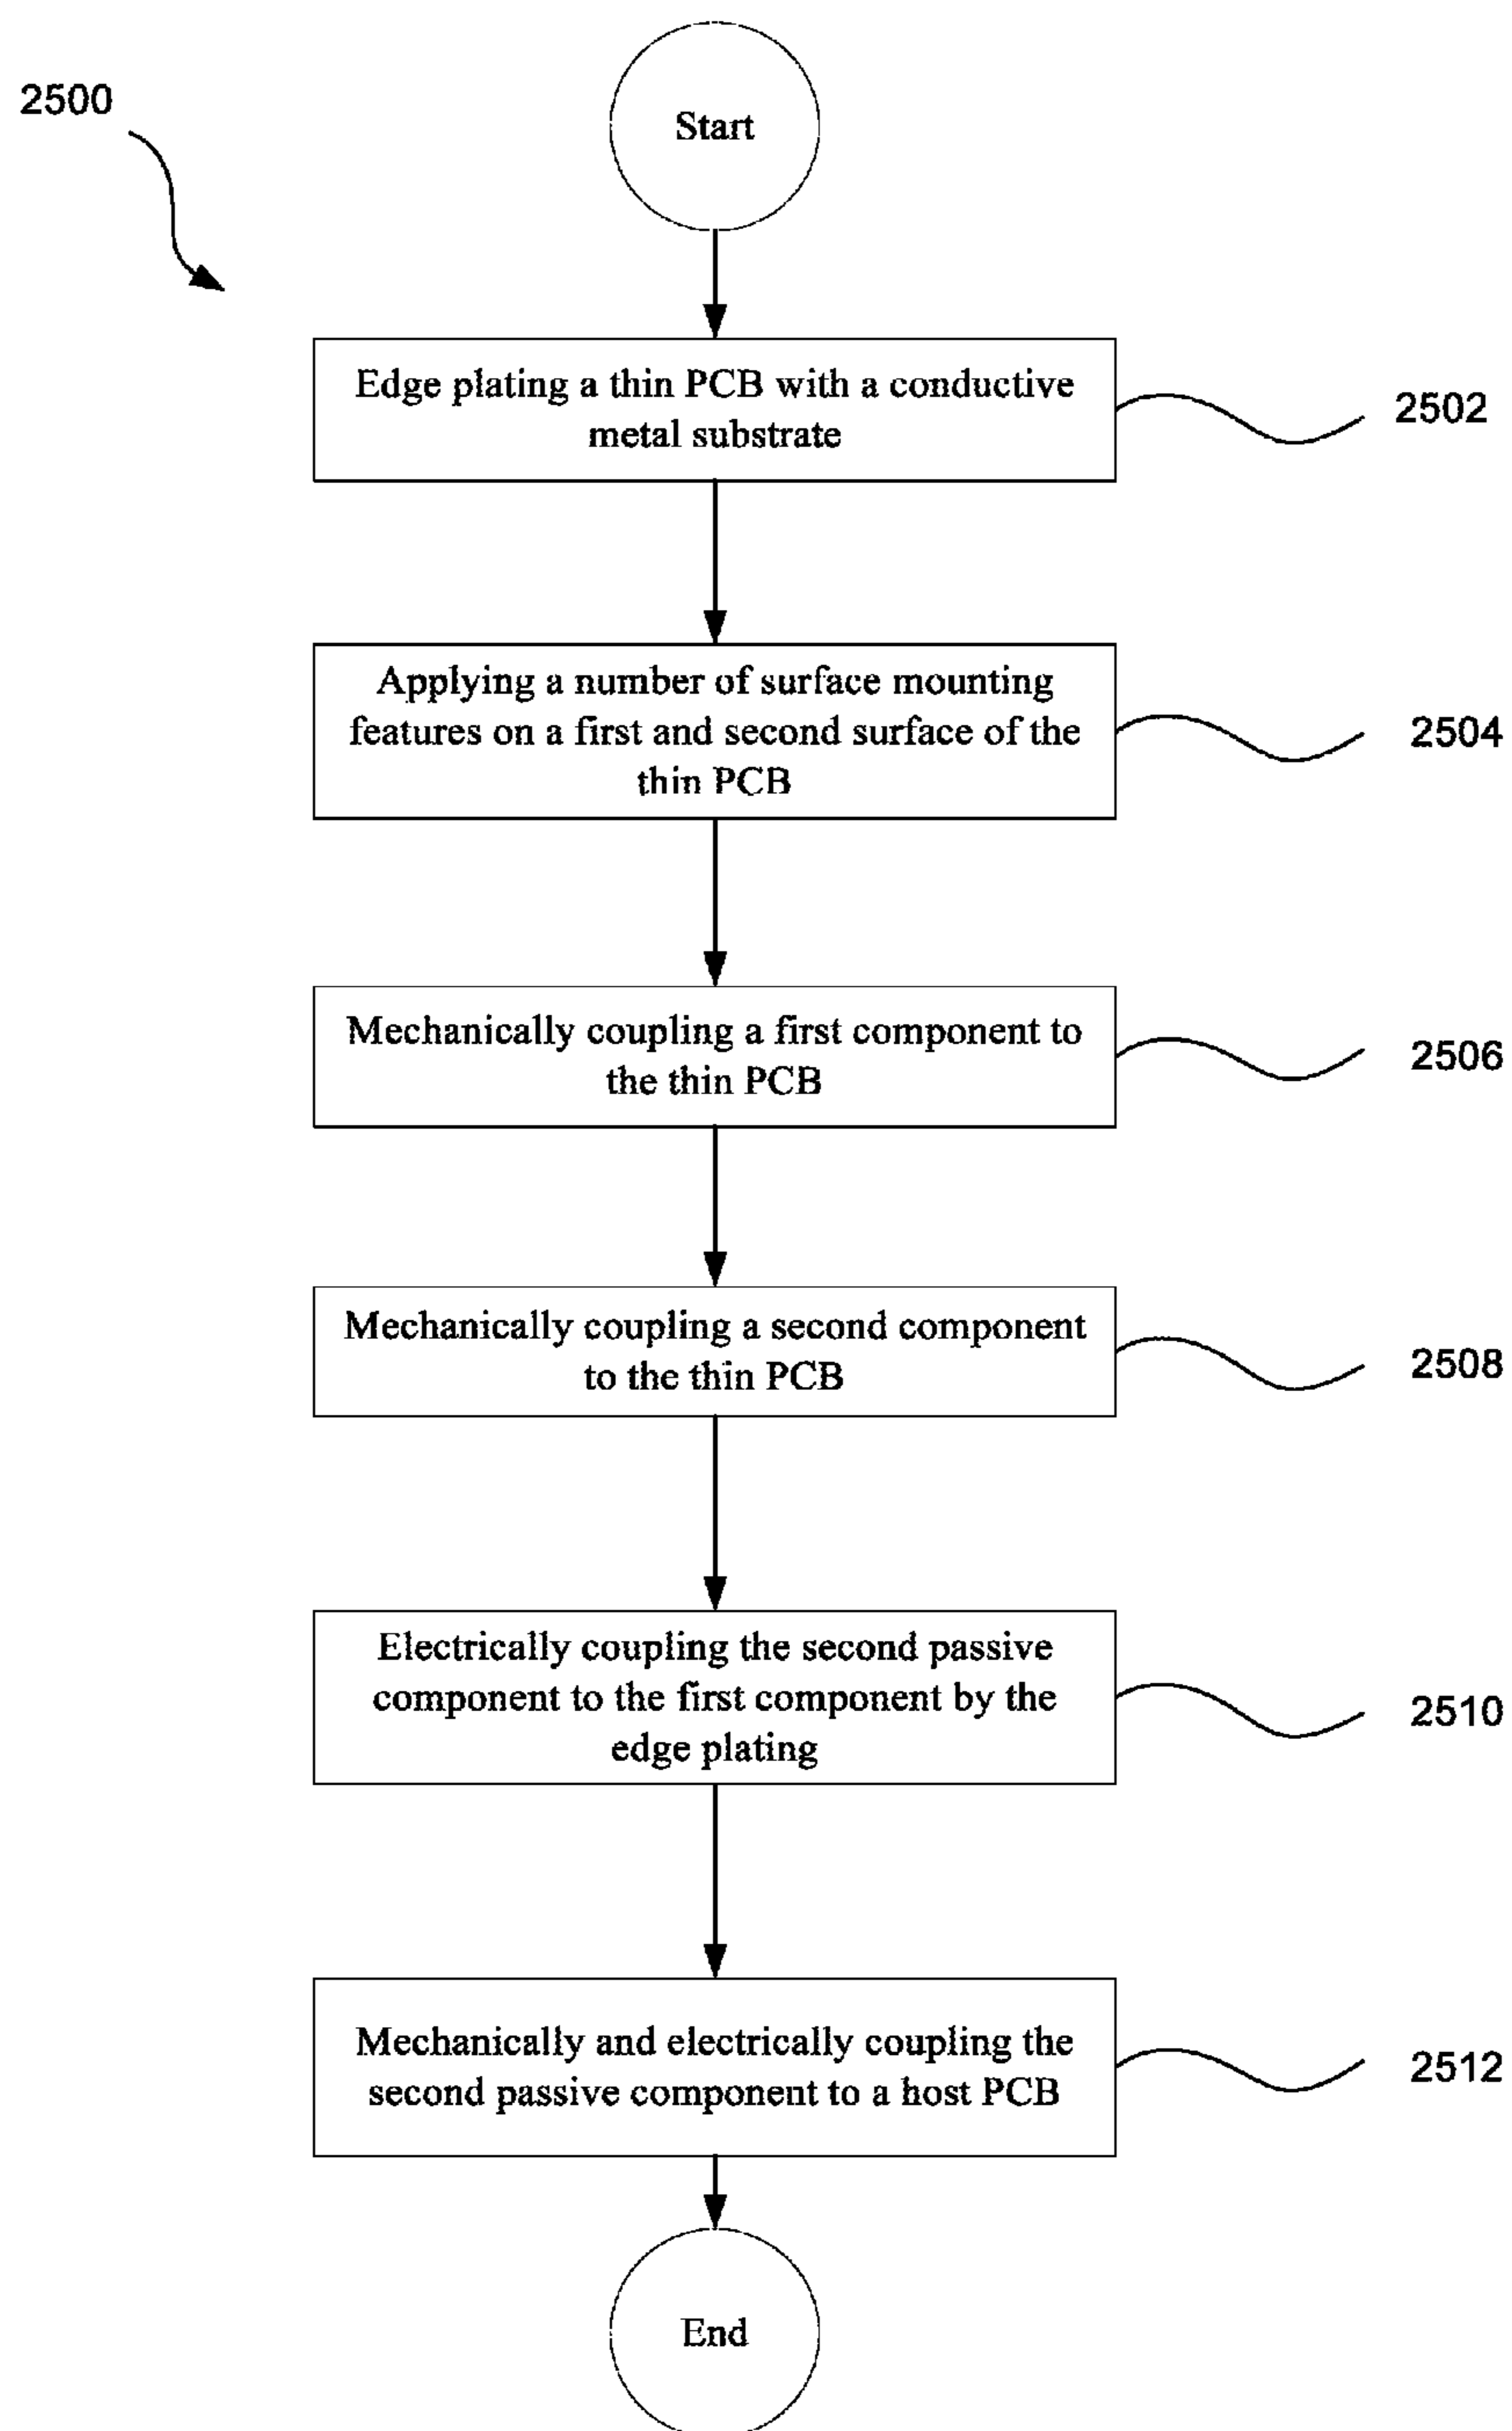 2500
Start
Edge plating a thin PCB with a conductive
metal substrate
2502
Applying a number of surface mounting
features on a first and second surface of the
thin PCB
2504
Mechanically coupling a first component to
the thin PCB
2506
Mechanically coupling a second component
to the thin PCB
2508
Electrically coupling the second passive
component to the first component by the
edge plating
2510
Mechanically and electrically coupling the
second passive component to a host PCB
2512
End